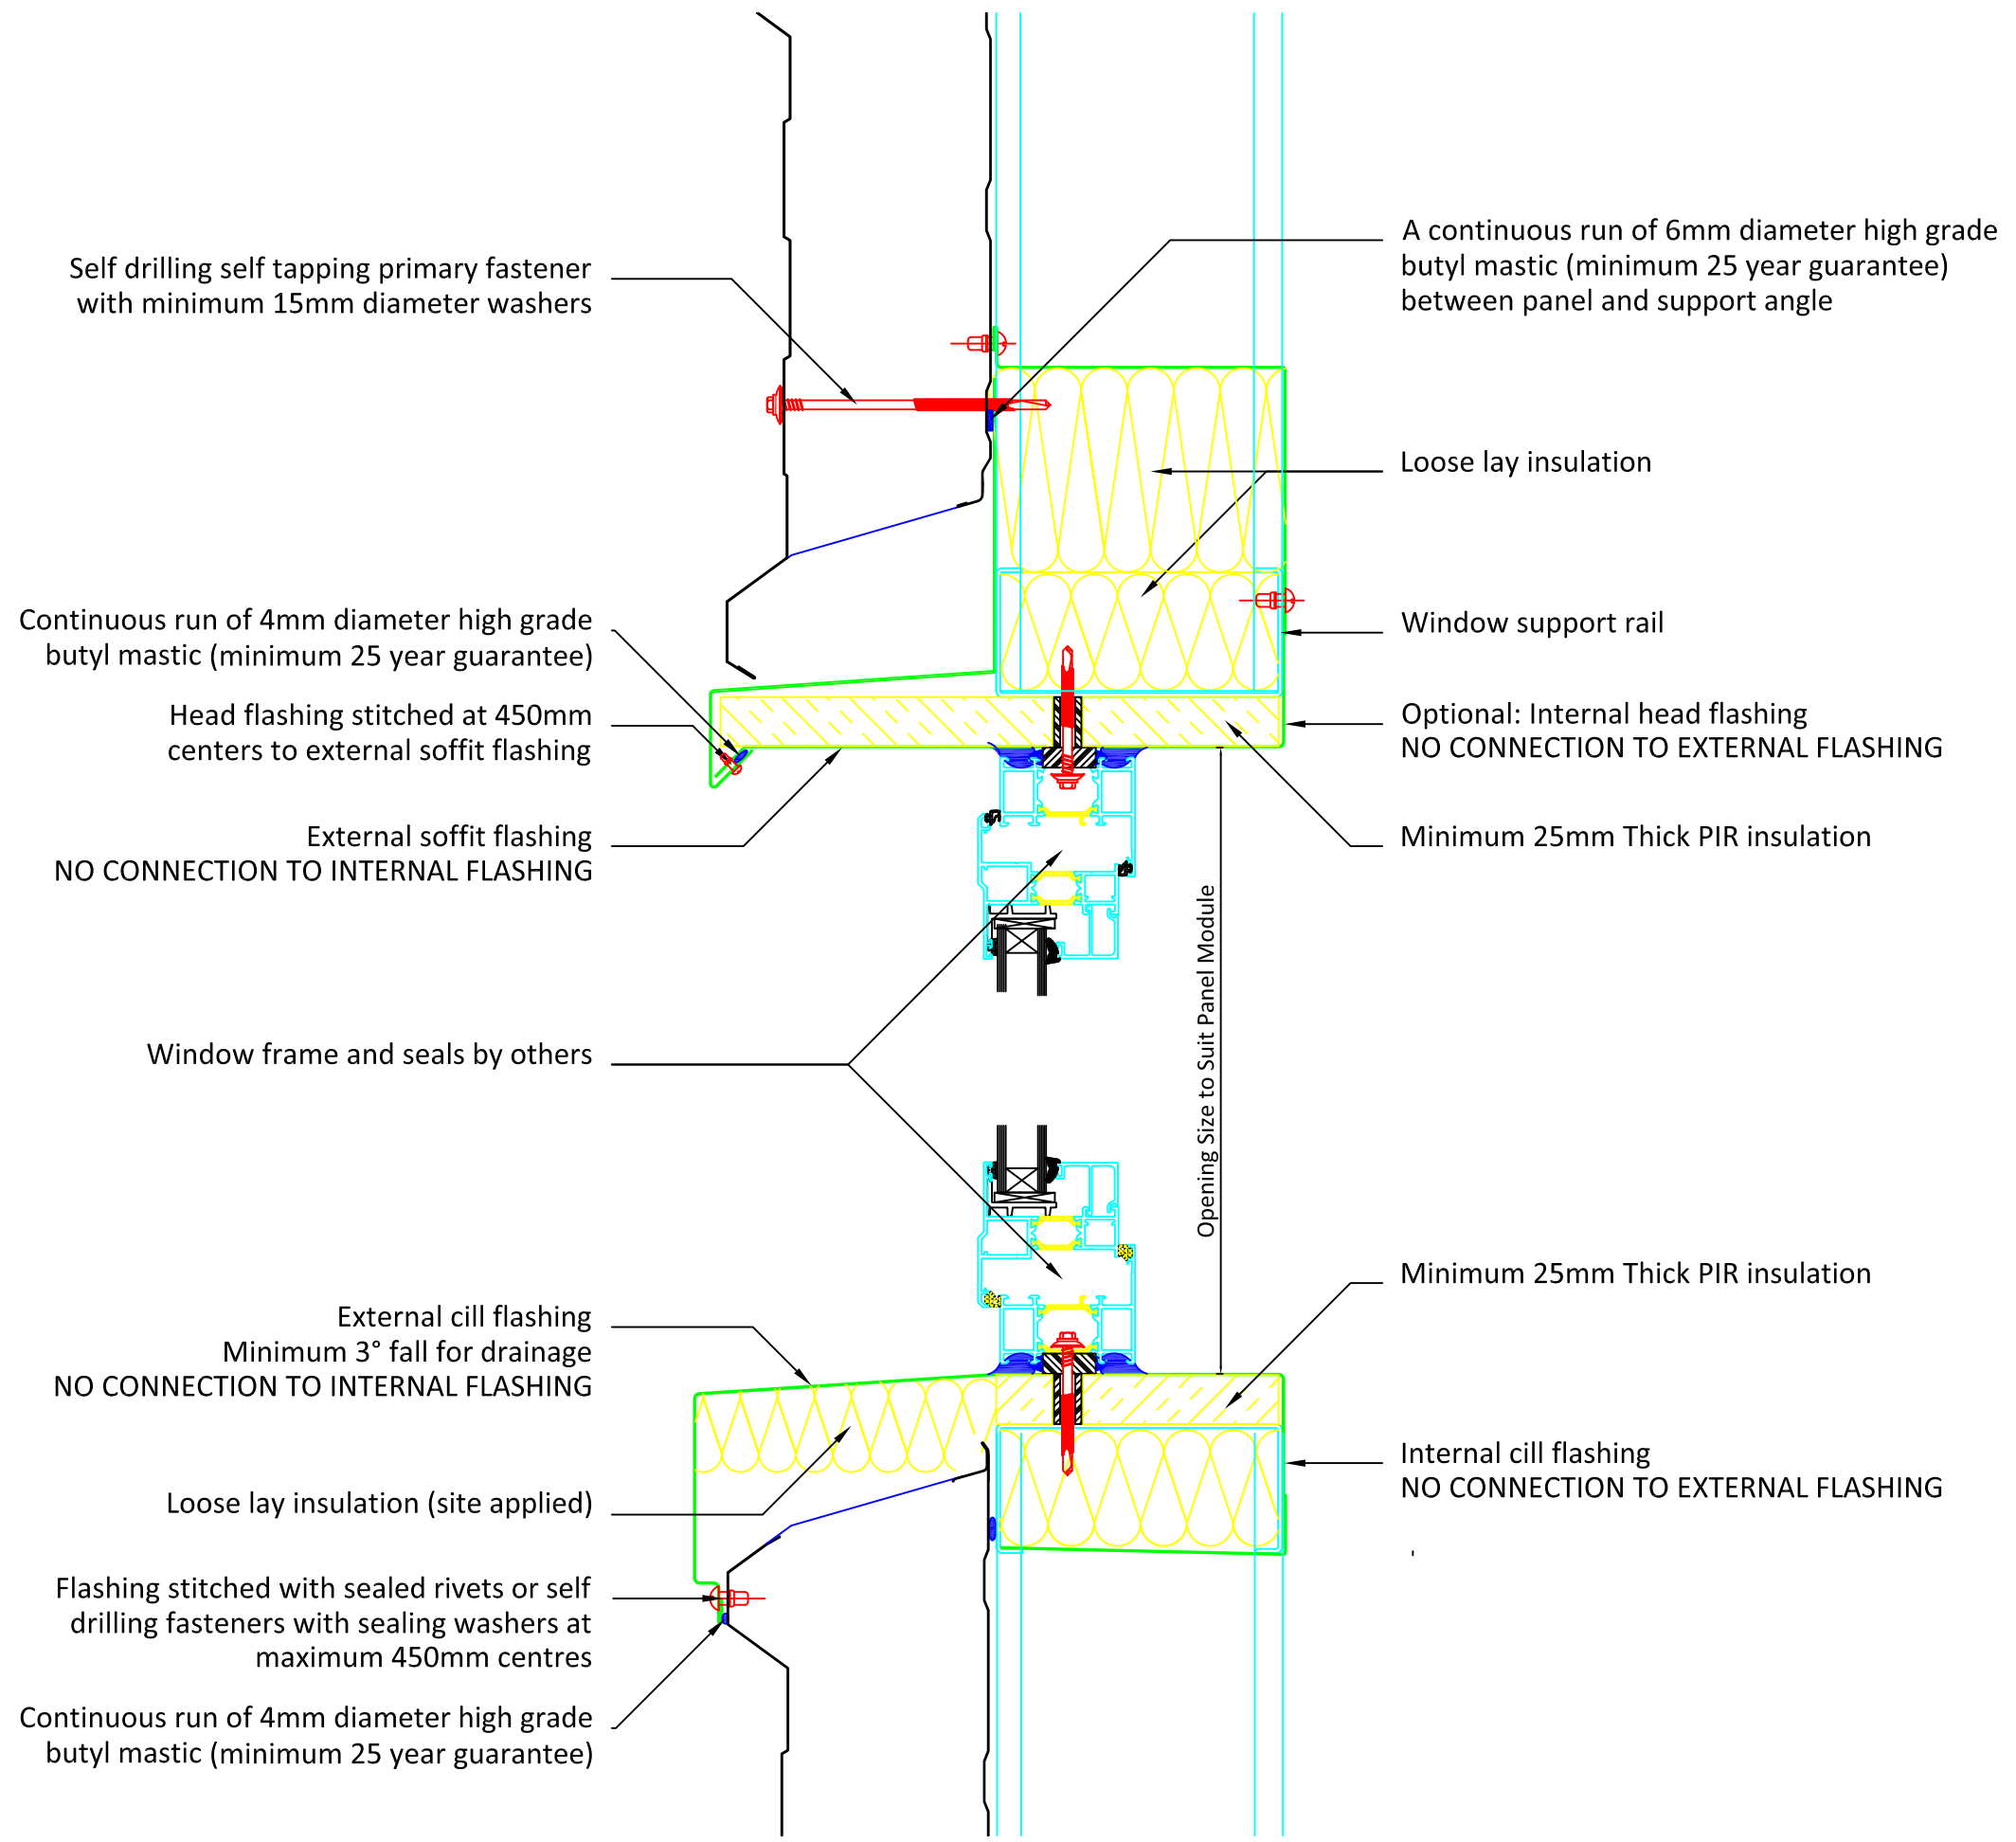 Self drilling self tapping primary fastener
with minimum 15mm diameter washers
Continuous run of 4mm diameter high grade
butyl mastic (minimum 25 year guarantee)
Head flashing stitched at 450mm
centers to external soffit flashing
External soffit flashing
NO CONNECTION TO INTERNAL FLASHING
Window frame and seals by others
External cill flashing
Minimum 3° fall for drainage
NO CONNECTION TO INTERNAL FLASHING
Loose lay insulation (site applied)
Flashing stitched with sealed rivets or self
drilling fasteners with sealing washers at
maximum 450mm centres
Continuous run of 4mm diameter high grade
butyl mastic (minimum 25 year guarantee)
A continuous run of 6mm diameter high grade
butyl mastic (minimum 25 year guarantee)
between panel and support angle
Loose lay insulation
Window support rail
Optional: Internal head flashing
NO CONNECTION TO EXTERNAL FLASHING
Minimum 25mm Thick PIR insulation
Opening Size to Suit Panel Module
Minimum 25mm Thick PIR insulation
Internal cill flashing
NO CONNECTION TO EXTERNAL FLASHING